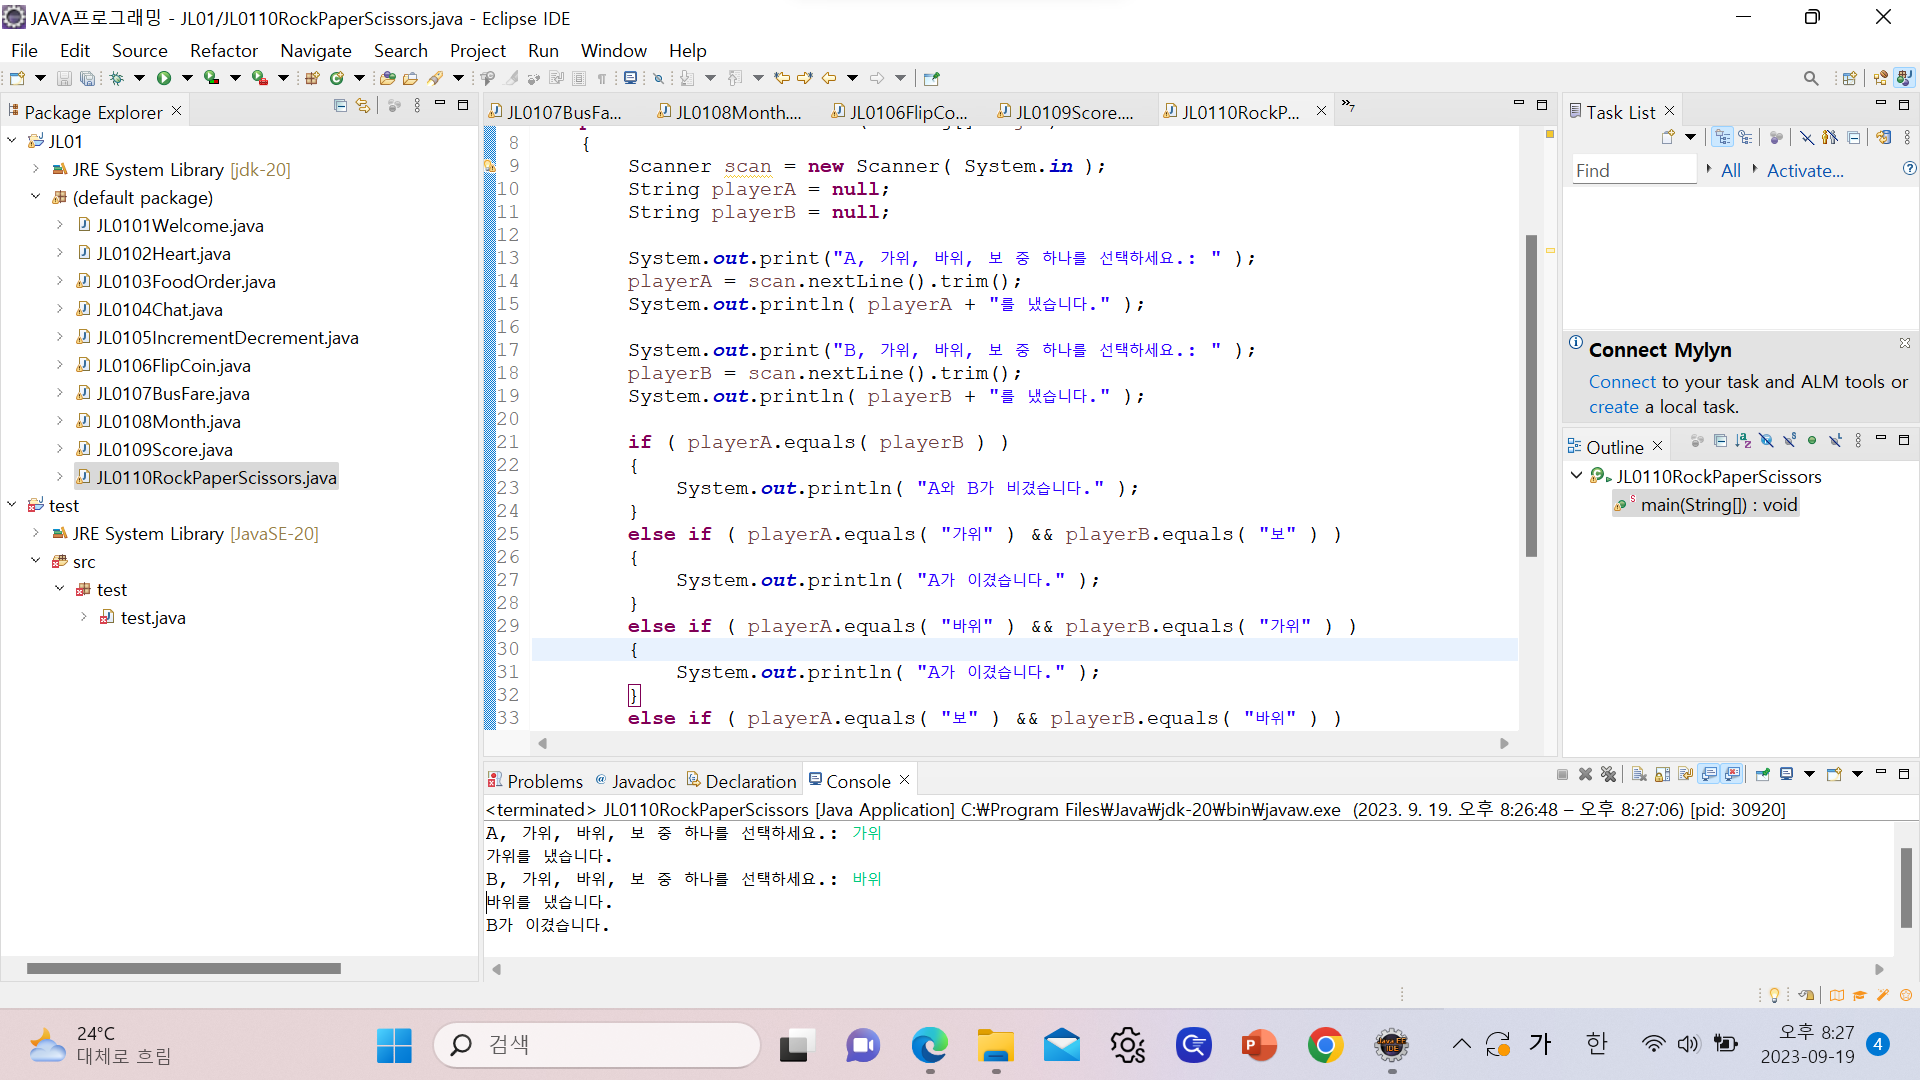 JAVA프로그래밍 - JL01/JL0110RockPaperScissors.java - Eclipse IDE
File Edit Source Refactor Navigate Search Project Run Window Help
Package Explorer
JL01
JRE System Library [jdk-20]
(default package)
JL0101Welcome.java
JL0102Heart.java
JL0103FoodOrder.java
JL0104Chat.java
JL0105IncrementDecrement.java
JL0106FlipCoin.java
JL0107BusFare.java
JL0108Month.java
JL0109Score.java
JL0110RockPaperScissors.java
test
JRE System Library [JavaSE-20]
src
test
test.java
JL0107BusFa... JL0108Month.... JL0106FlipCo... JL0109Score.... JL0110RockP... »7
8 {
9 Scanner scan = new Scanner( System.in );
10 String playerA = null;
11 String playerB = null;
12
13 System.out.print("A, 가위, 바위, 보 중 하나를 선택하세요.: " );
14 playerA = scan.nextLine().trim();
15 System.out.println( playerA + "를 냈습니다." );
16
17 System.out.print("B, 가위, 바위, 보 중 하나를 선택하세요.: " );
18 playerB = scan.nextLine().trim();
19 System.out.println( playerB + "를 냈습니다." );
20
21 if ( playerA.equals( playerB ) )
22 {
23 System.out.println( "A와 B가 비겼습니다." );
24 }
25 else if ( playerA.equals( "가위" ) && playerB.equals( "보" ) )
26 {
27 System.out.println( "A가 이겼습니다." );
28 }
29 else if ( playerA.equals( "바위" ) && playerB.equals( "가위" ) )
30 {
31 System.out.println( "A가 이겼습니다." );
32 }
33 else if ( playerA.equals( "보" ) && playerB.equals( "바위" ) )
Task List
Find All Activate...
Connect Mylyn
Connect to your task and ALM tools or
create a local task.
Outline
JL0110RockPaperScissors
main(String[]) : void
Problems @ Javadoc Declaration Console
<terminated> JL0110RockPaperScissors [Java Application] C:₩Program Files₩Java₩jdk-20₩bin₩javaw.exe (2023. 9. 19. 오후 8:26:48 – 오후 8:27:06) [pid: 30920]
A, 가위, 바위, 보 중 하나를 선택하세요.: 가위
가위를 냈습니다.
B, 가위, 바위, 보 중 하나를 선택하세요.: 바위
바위를 냈습니다.
B가 이겼습니다.
24°C
대체로 흐림
검색
가 한
오후 8:27
2023-09-19
4